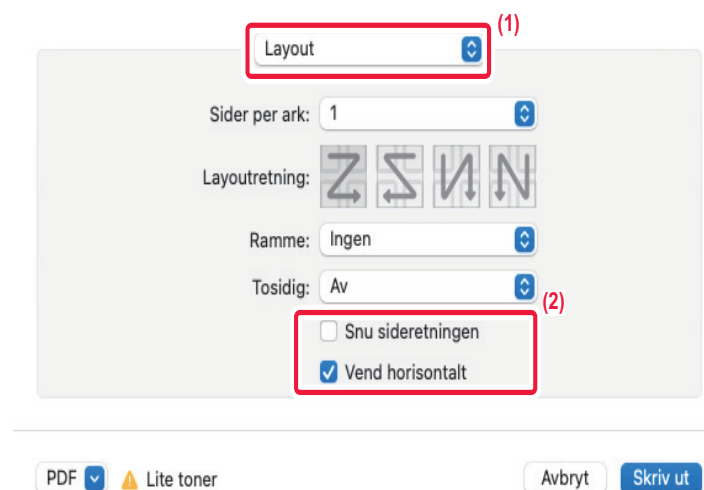 (1)
Layout
Sider per ark: 1
Layoutretning:
Ramme: Ingen
Tosidig: Av
(2)
Snu sideretningen
Vend horisontalt
PDF Lite toner Avbryt Skriv ut